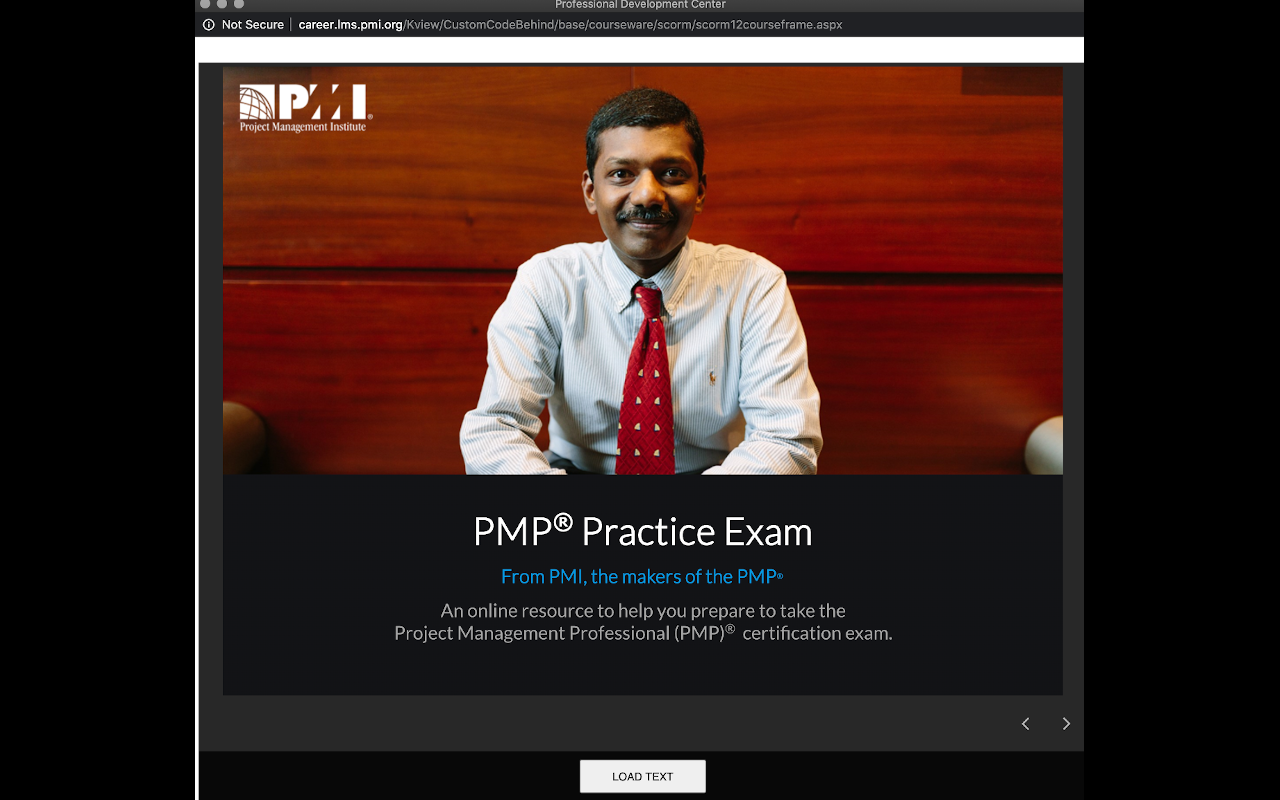 Professional Development Center
Not Secure | career.lms.pmi.org/Kview/CustomCodeBehind/base/courseware/scorm/scorm12courseframe.aspx
PMI®
Project Management Institute
PMP® Practice Exam
From PMI, the makers of the PMP®
An online resource to help you prepare to take the
Project Management Professional (PMP)® certification exam.
LOAD TEXT